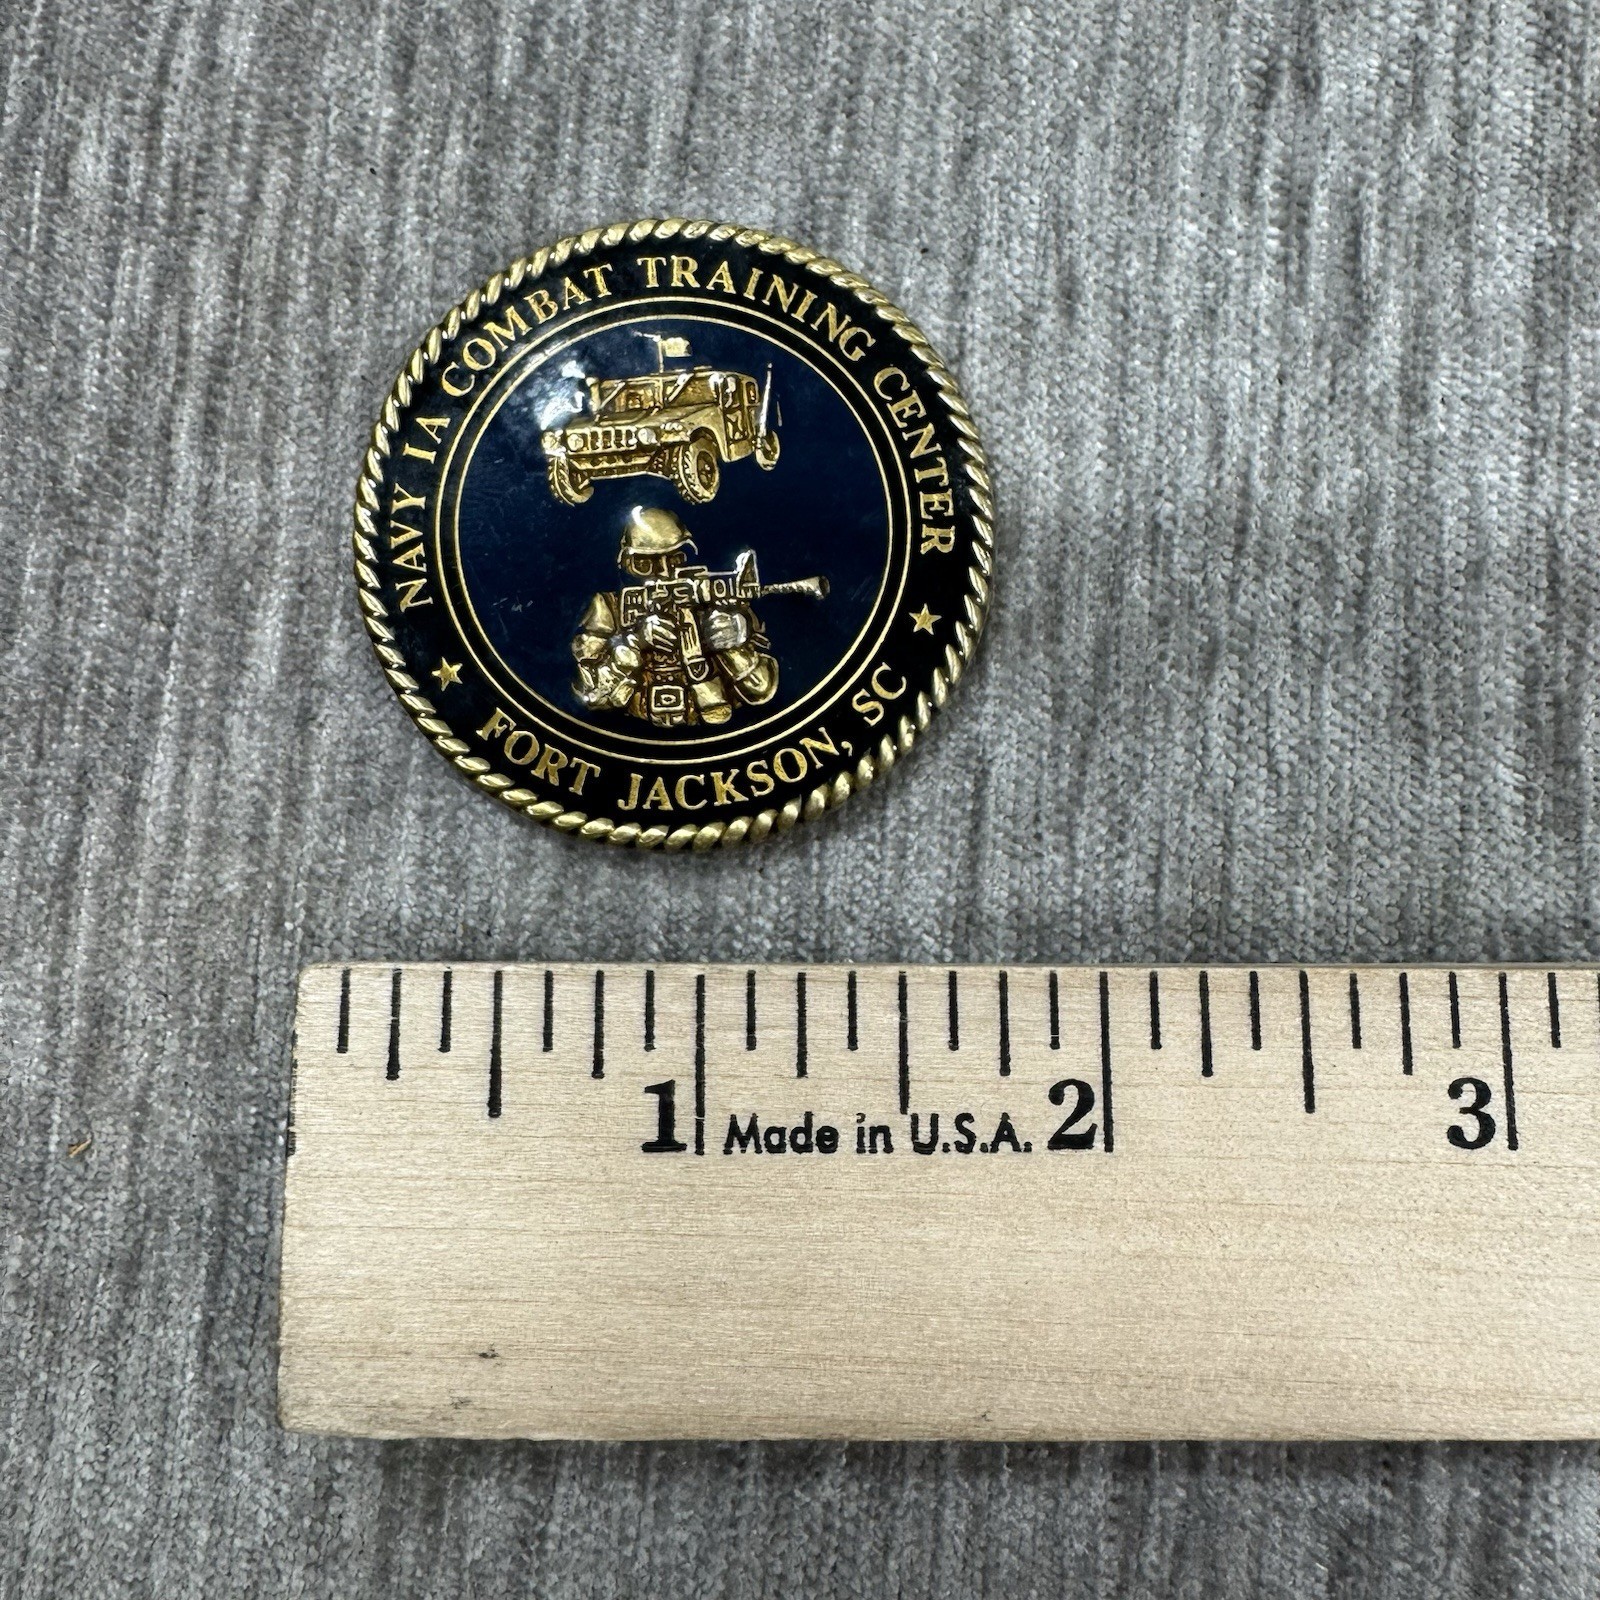 NAVY IA COMBAT TRAINING CENTER
FORT JACKSON, SC
1 Made in U.S.A. 2 3